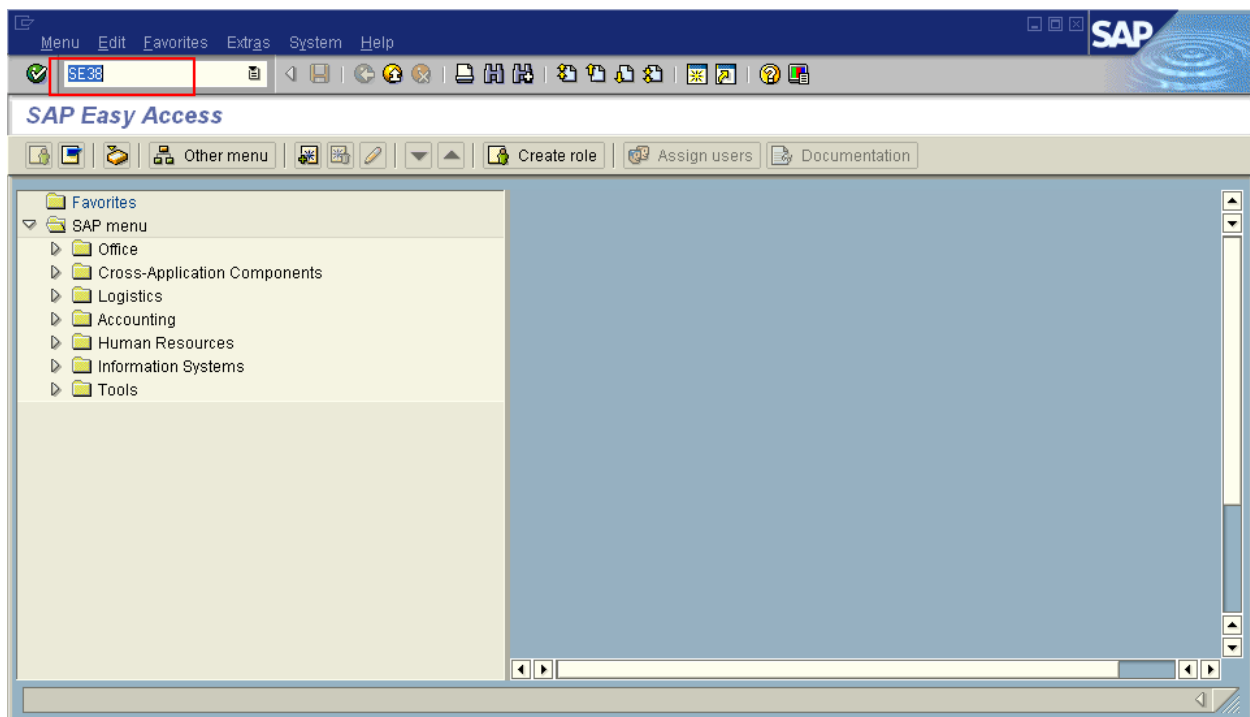 Menu Edit Favorites Extras System Help
SAP
SE38
SAP Easy Access
Other menu Create role Assign users Documentation
Favorites
SAP menu
Office
Cross-Application Components
Logistics
Accounting
Human Resources
Information Systems
Tools